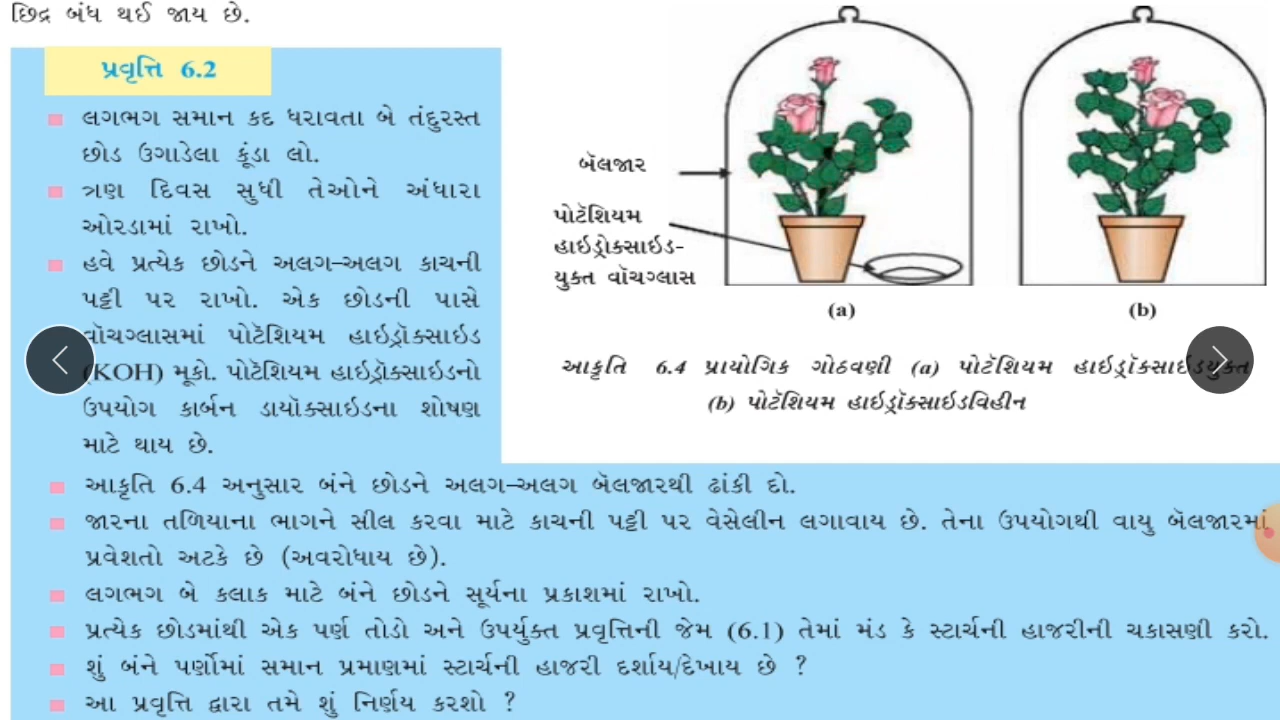 છિદ્ર બંધ થઈ જાય છે.
પ્રવૃત્તિ 6.2
લગભગ સમાન કદ ધરાવતા બે તંદુરસ્ત
છોડ ઉગાડેલા કૂંડા લો.
ત્રણ દિવસ સુધી તેઓને અંધારા
ઓરડામાં રાખો.
હવે પ્રત્યેક છોડને અલગ-અલગ કાચની
પટ્ટી પર રાખો. એક છોડની પાસે
વૉચગ્લાસમાં પોટૅશિયમ હાઇડ્રૉક્સાઇડ
(KOH) મૂકો. પોટૅશિયમ હાઇડ્રૉક્સાઇડનો
ઉપયોગ કાર્બન ડાયૉક્સાઇડના શોષણ
માટે થાય છે.
બૅલજાર
પોટૅશિયમ
હાઇડ્રોક્સાઇડ-
યુક્ત વૉચગ્લાસ
(a)
(b)
આકૃતિ 6.4 પ્રાયોગિક ગોઠવણી (a) પોટૅશિયમ હાઇડ્રૉક્સાઇડયુક્ત
(b) પોટૅશિયમ હાઇડ્રૉક્સાઇડવિહીન
આકૃતિ 6.4 અનુસાર બંને છોડને અલગ-અલગ બૅલજારથી ઢાંકી દો.
જારના તળિયાના ભાગને સીલ કરવા માટે કાચની પટ્ટી પર વેસેલીન લગાવાય છે. તેના ઉપયોગથી વાયુ બૅલજારમાં
પ્રવેશતો અટકે છે (અવરોધાય છે).
લગભગ બે કલાક માટે બંને છોડને સૂર્યના પ્રકાશમાં રાખો.
પ્રત્યેક છોડમાંથી એક પર્ણ તોડો અને ઉપર્યુક્ત પ્રવૃત્તિની જેમ (6.1) તેમાં મંડ કે સ્ટાર્ચની હાજરીની ચકાસણી કરો.
શું બંને પર્ણોમાં સમાન પ્રમાણમાં સ્ટાર્ચની હાજરી દર્શાય/દેખાય છે ?
આ પ્રવૃત્તિ દ્વારા તમે શું નિર્ણય કરશો ?